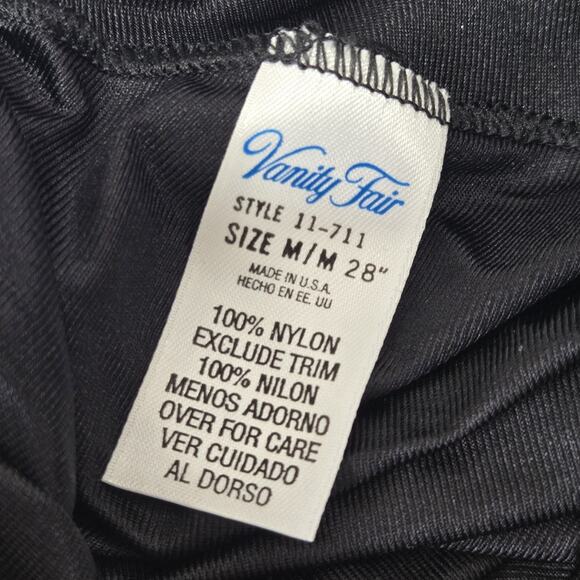 Vanity Fair
STYLE 11-711
SIZE M/M 28"
MADE IN U.S.A.
HECHO EN EE. UU
100% NYLON
EXCLUDE TRIM
100% NILON
MENOS ADORNO
OVER FOR CARE
VER CUIDADO
AL DORSO